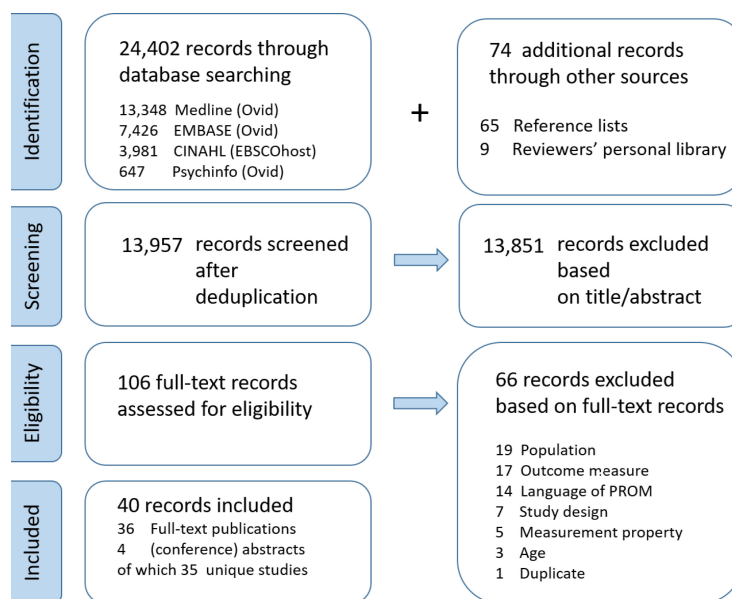 Identification
24,402 records through
database searching
13,348 Medline (Ovid)
7,426 EMBASE (Ovid)
3,981 CINAHL (EBSCOhost)
647 Psychinfo (Ovid)
+
74 additional records
through other sources
65 Reference lists
9 Reviewers' personal library
Screening
13,957 records screened
after
deduplication
13,851 records excluded
based
on title/abstract
Eligibility
106 full-text records
assessed for eligibility
66 records excluded
based on full-text records
19 Population
17 Outcome measure
14 Language of PROM
7 Study design
5 Measurement property
3 Age
1 Duplicate
Included
40 records included
36 Full-text publications
4 (conference) abstracts
of which 35 unique studies